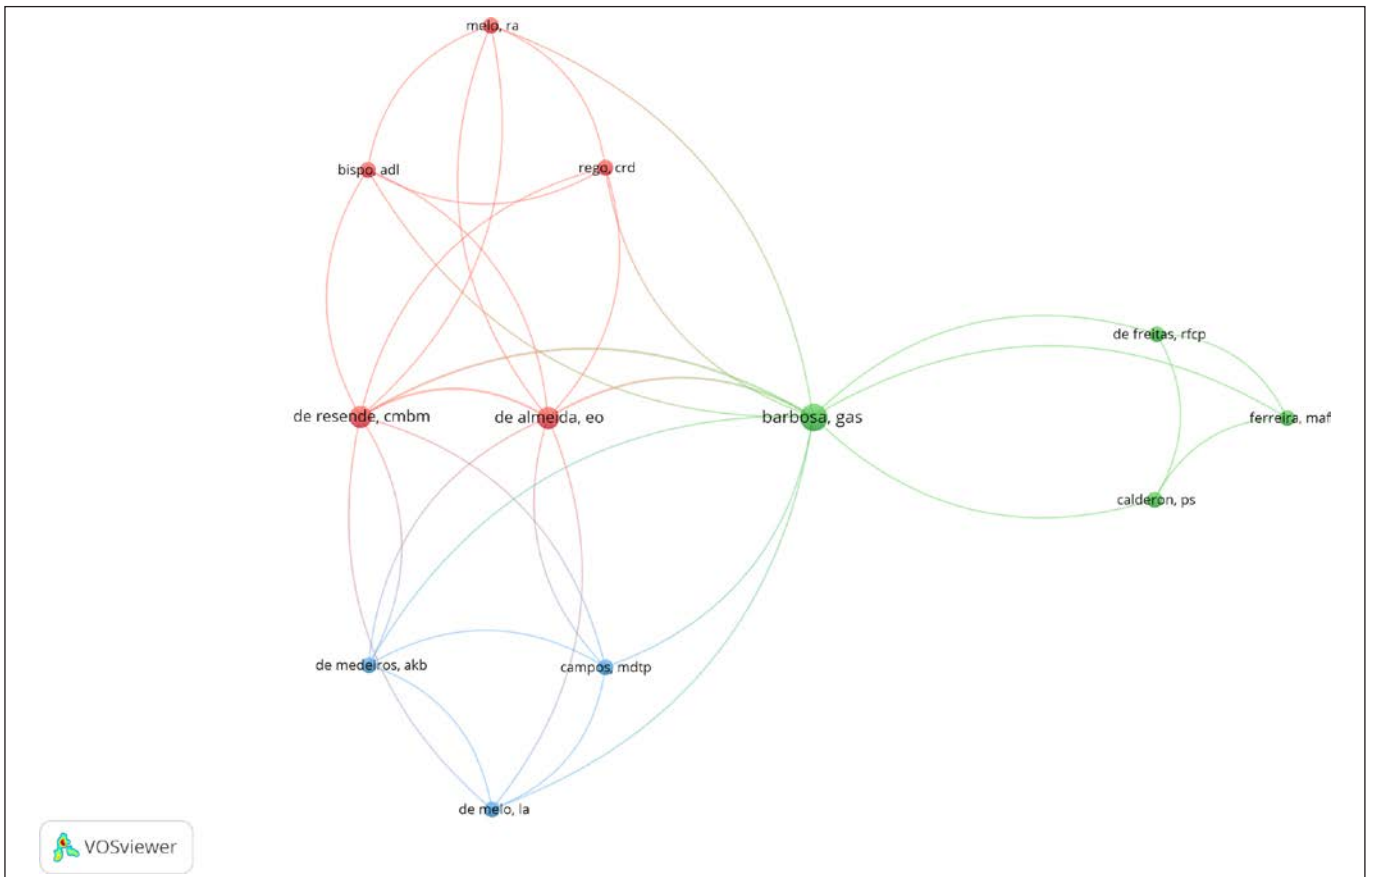 melo, ra
bispo, adl
rego, crd
de freitas, rfcp
de resende, cmbm
de almeida, eo
barbosa, gas
ferreira, maf
calderon, ps
de medeiros, akb
campos, mdtp
de melo, la
VOSviewer